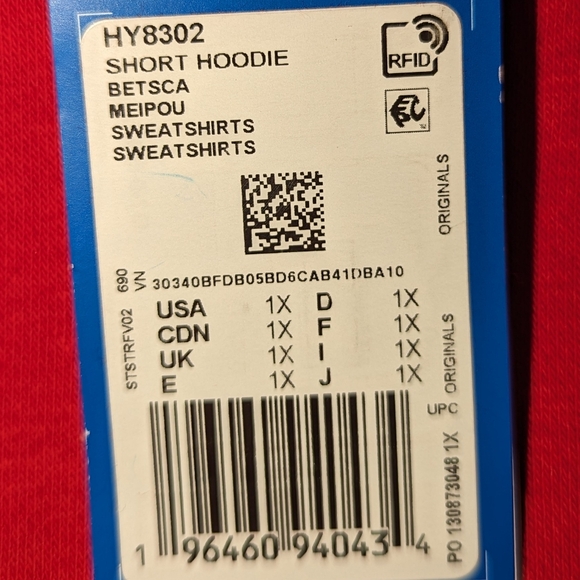 HY8302
SHORT HOODIE
BETSCA
MEIPOU
SWEATSHIRTS
SWEATSHIRTS
RFID
ORIGINALS
690
VN
30340BFDB05BD6CAB41DBA10
STSTRFV02
USA 1X D 1X
CDN 1X F 1X
UK 1X I 1X
E 1X J 1X
ORIGINALS
UPC
PO 130873048 1X
1 96460 94043 4